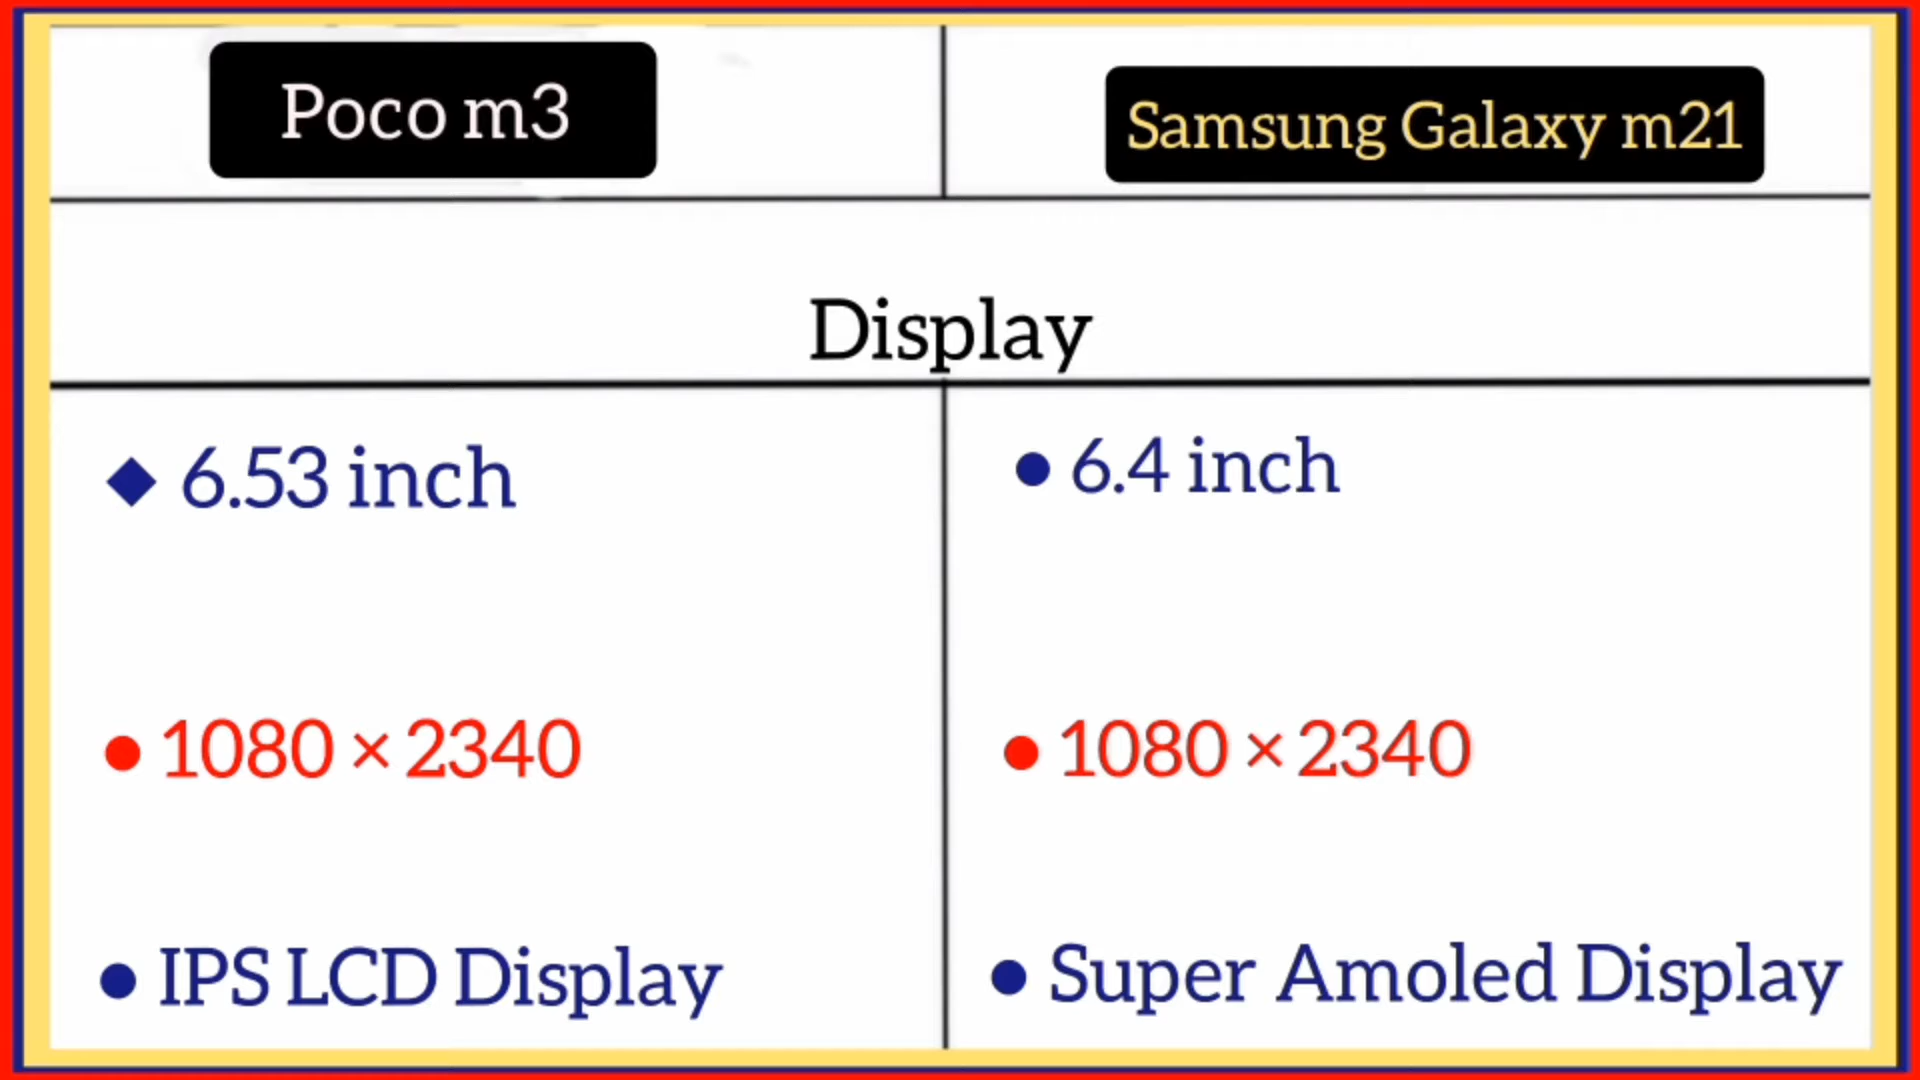 Poco m3
Samsung Galaxy m21
Display
◆ 6.53 inch
● 6.4 inch
● 1080 × 2340
● 1080 × 2340
● IPS LCD Display
● Super Amoled Display